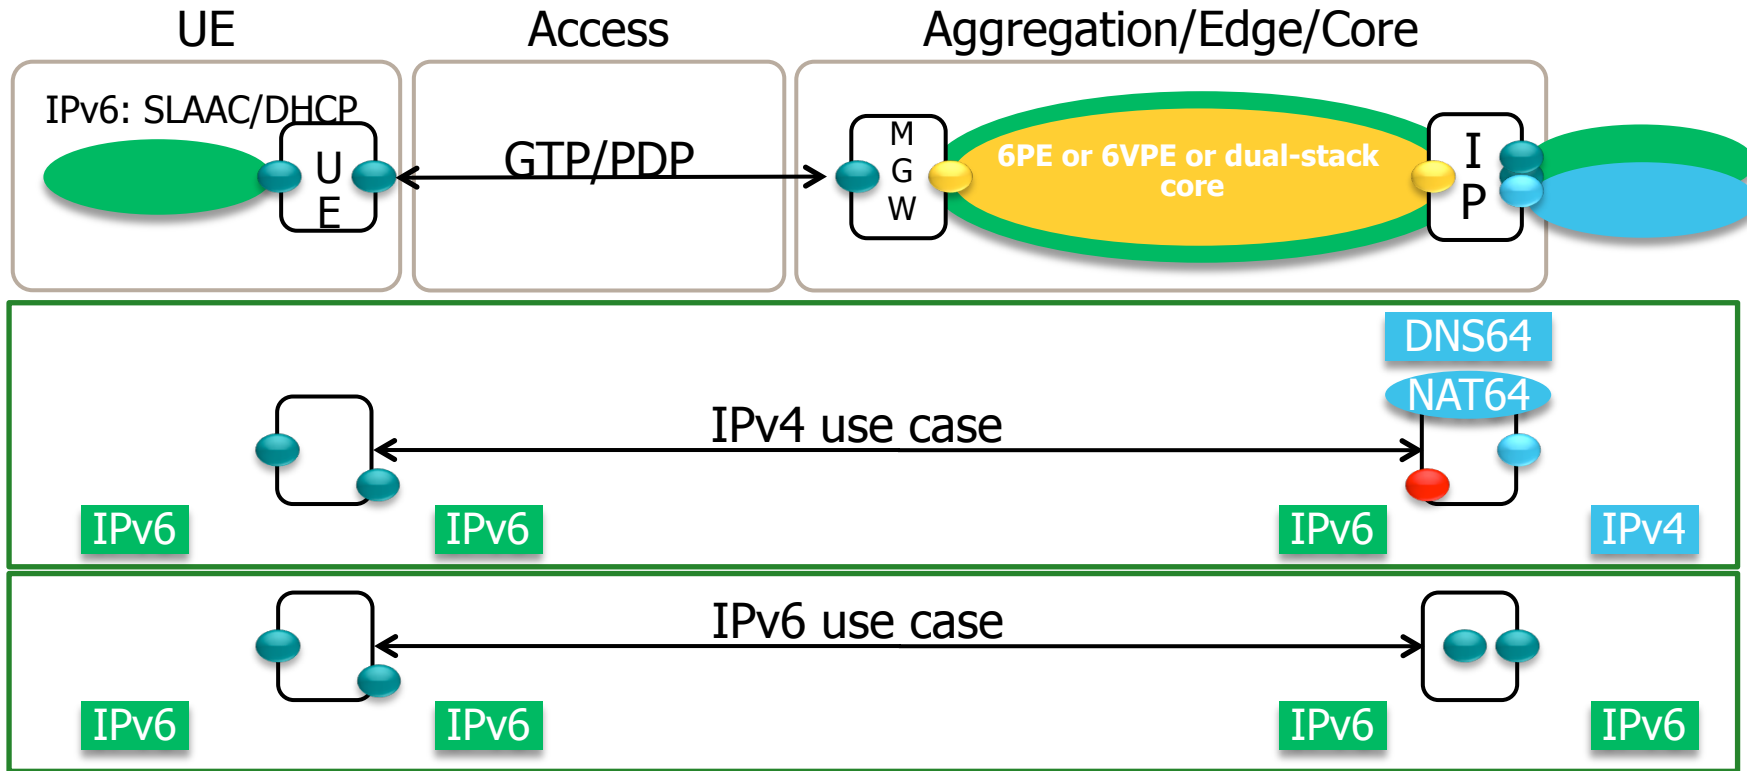 UE
Access
Aggregation/Edge/Core
IPv6: SLAAC/DHCP
U
E
GTP/PDP
M
G
W
6PE or 6VPE or dual-stack
core
I
P
DNS64
NAT64
IPv4 use case
IPv6
IPv6
IPv6
IPv4
IPv6 use case
IPv6
IPv6
IPv6
IPv6